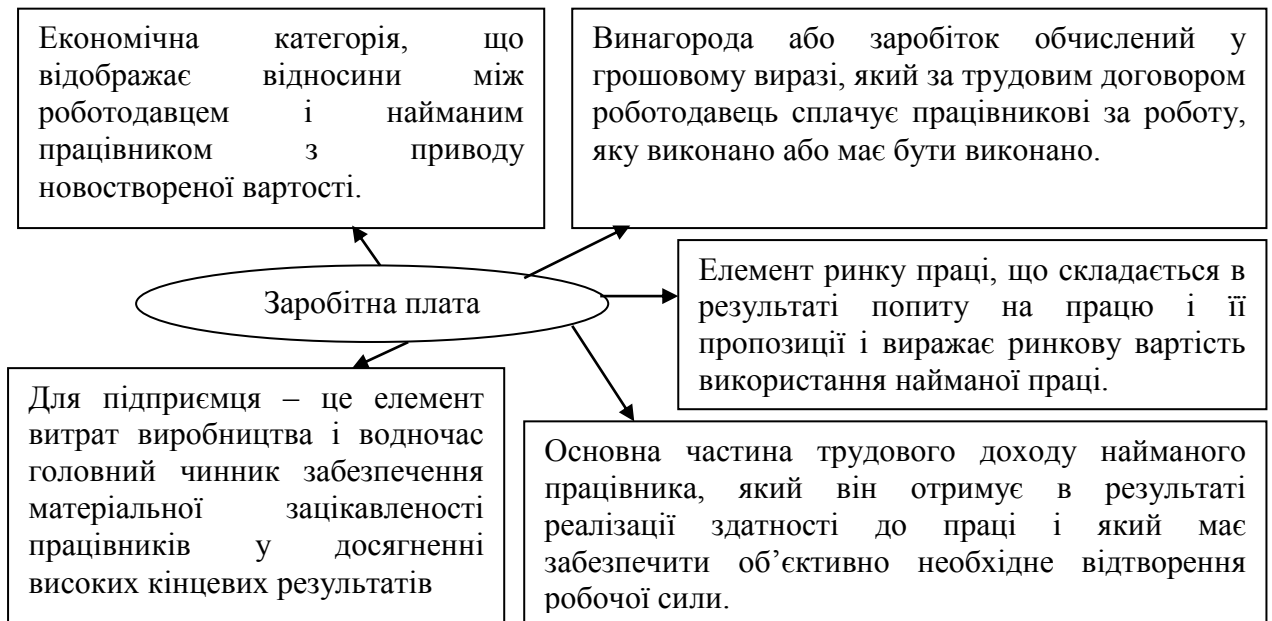 Економічна категорія, що
відображає відносини між
роботодавцем і найманим
працівником з приводу
новоствореної вартості.
Винагорода або заробіток обчислений у
грошовому виразі, який за трудовим договором
роботодавець сплачує працівникові за роботу,
яку виконано або має бути виконано.
Заробітна плата
Елемент ринку праці, що складається в
результаті попиту на працю і її
пропозиції і виражає ринкову вартість
використання найманої праці.
Для підприємця – це елемент
витрат виробництва і водночас
головний чинник забезпечення
матеріальної зацікавленості
працівників у досягненні
високих кінцевих результатів
Основна частина трудового доходу найманого
працівника, який він отримує в результаті
реалізації здатності до праці і який має
забезпечити об’єктивно необхідне відтворення
робочої сили.